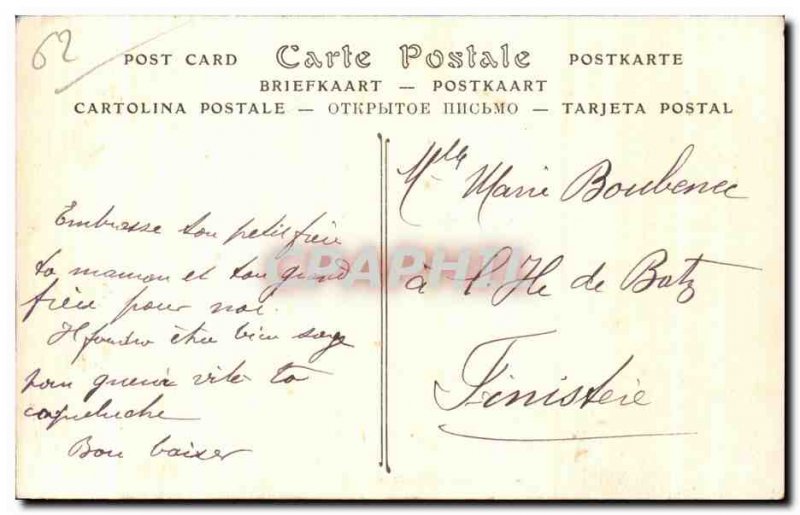 62
POST CARD Carte Postale POSTKARTE
BRIEFKAART — POSTKAART
CARTOLINA POSTALE — ОТКРЫТОЕ ПИСЬМО — TARJETA POSTAL
Embrasse ton petit frère
ta maman et ton grand
frère pour moi.
Il faudra être bien sage
pour guérir vite ta
coqueluche
Bon baiser
Mlle Marie Boubenec
à l'Ile de Batz
Finistère
CPAPHIL